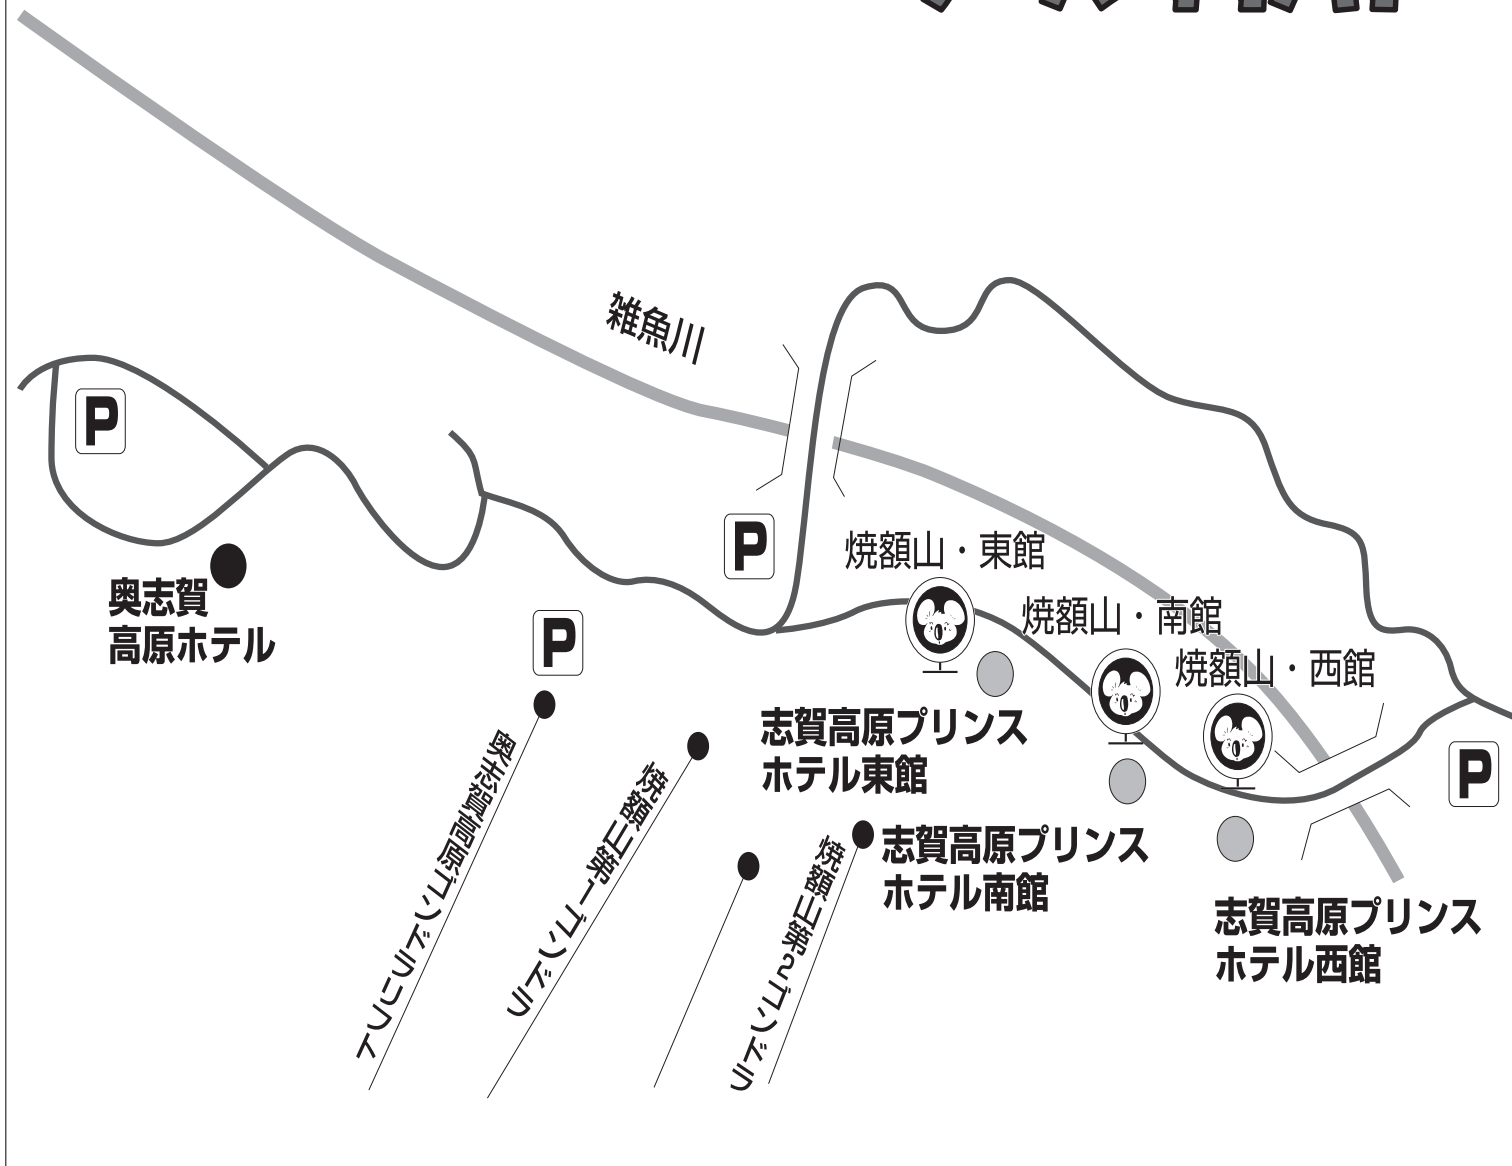 雑魚川
P
P
焼額山・東館
焼額山・南館
焼額山・西館
奥志賀
高原ホテル
P
P
志賀高原プリンス
ホテル東館
志賀高原プリンス
ホテル南館
志賀高原プリンス
ホテル西館
奥志賀高原ゴンドラリフト
焼額山第1ゴンドラ
焼額山第2ゴンドラ